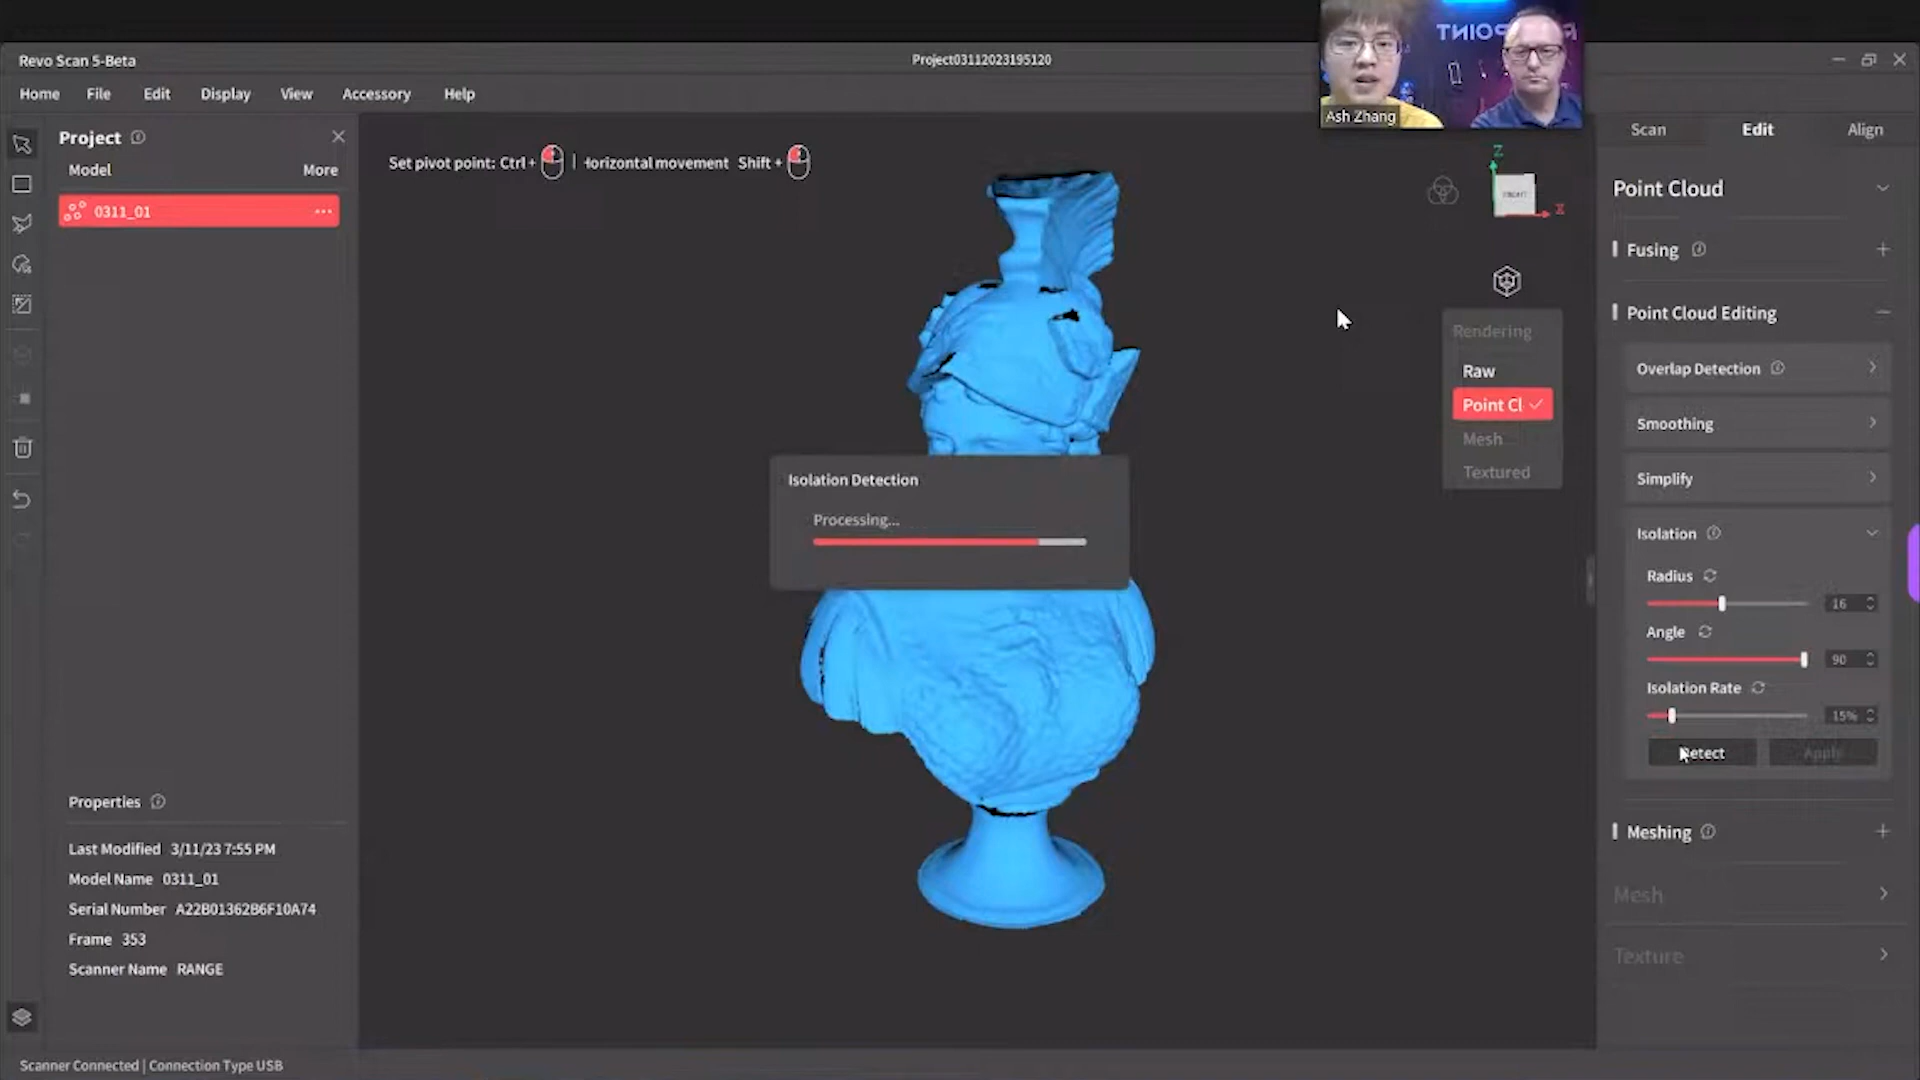 Revo Scan 5-Beta
Project03112023195120
Home File Edit Display View Accessory Help
Ash Zhang
Scan Edit Align
Project
Model More
0311_01
Set pivot point: Ctrl + | Horizontal movement Shift +
Z
FRONT
X
Rendering
Raw
Point Cl
Mesh
Textured
Isolation Detection
Processing...
Point Cloud
Fusing
Point Cloud Editing
Overlap Detection
Smoothing
Simplify
Isolation
Radius
16
Angle
90
Isolation Rate
15%
Detect Apply
Meshing
Mesh
Texture
Properties
Last Modified 3/11/23 7:55 PM
Model Name 0311_01
Serial Number A22B01362B6F10A74
Frame 353
Scanner Name RANGE
Scanner Connected | Connection Type USB